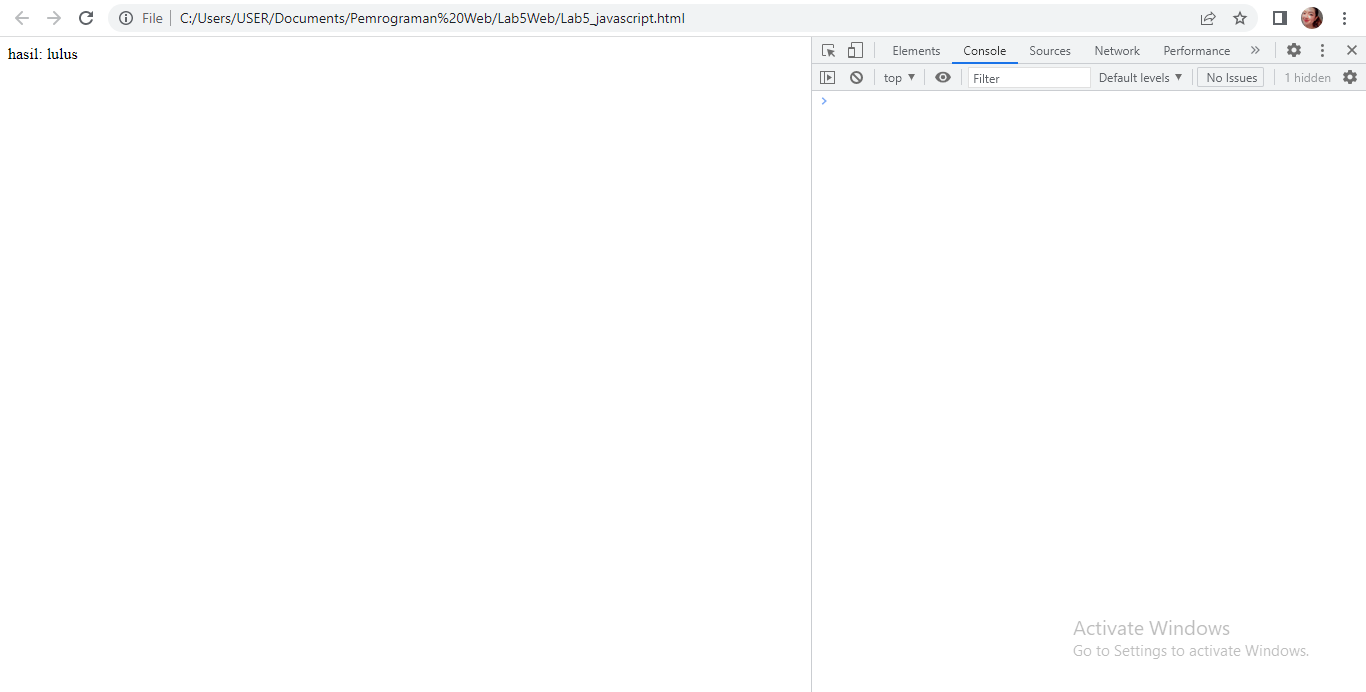 File C:/Users/USER/Documents/Pemrograman%20Web/Lab5Web/Lab5_javascript.html
hasil: lulus
Elements Console Sources Network Performance »
top ▼ Filter Default levels ▼ No Issues 1 hidden
Activate Windows
Go to Settings to activate Windows.